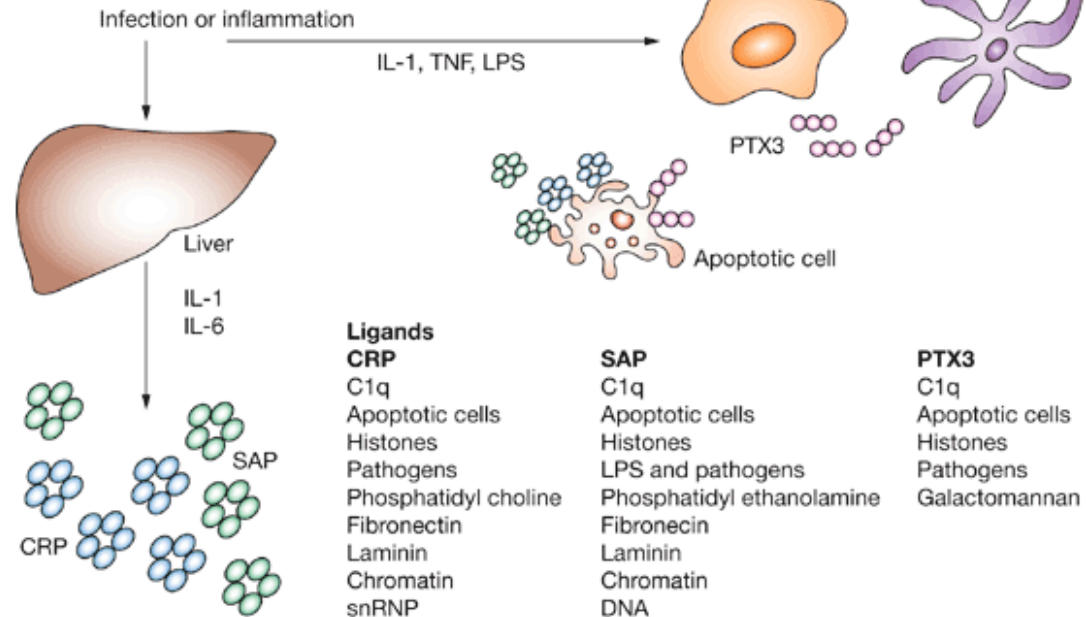 Infection or inflammation
IL-1, TNF, LPS
PTX3
Apoptotic cell
Liver
IL-1
IL-6
SAP
CRP
Ligands
CRP
C1q
Apoptotic cells
Histones
Pathogens
Phosphatidyl choline
Fibronectin
Laminin
Chromatin
snRNP
SAP
C1q
Apoptotic cells
Histones
LPS and pathogens
Phosphatidyl ethanolamine
Fibronecin
Laminin
Chromatin
DNA
PTX3
C1q
Apoptotic cells
Histones
Pathogens
Galactomannan